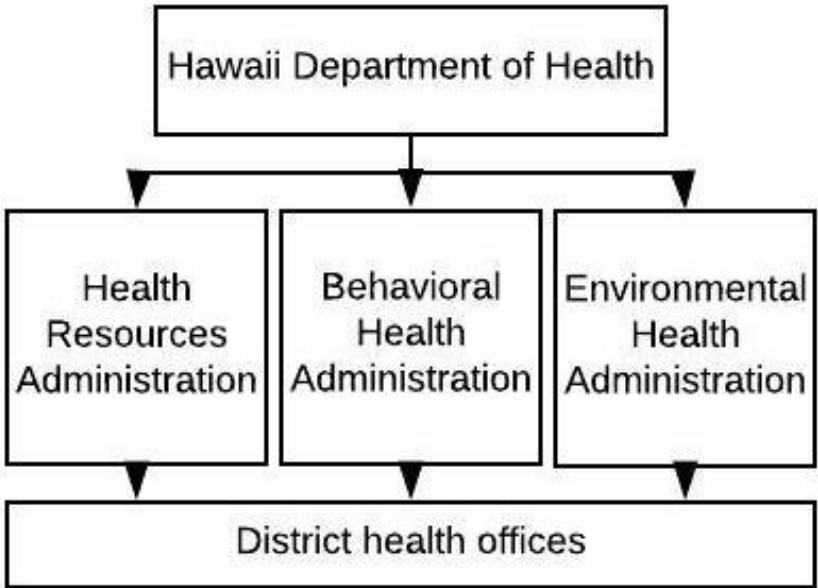 Hawaii Department of Health
Health
Resources
Administration
Behavioral
Health
Administration
Environmental
Health
Administration
District health offices